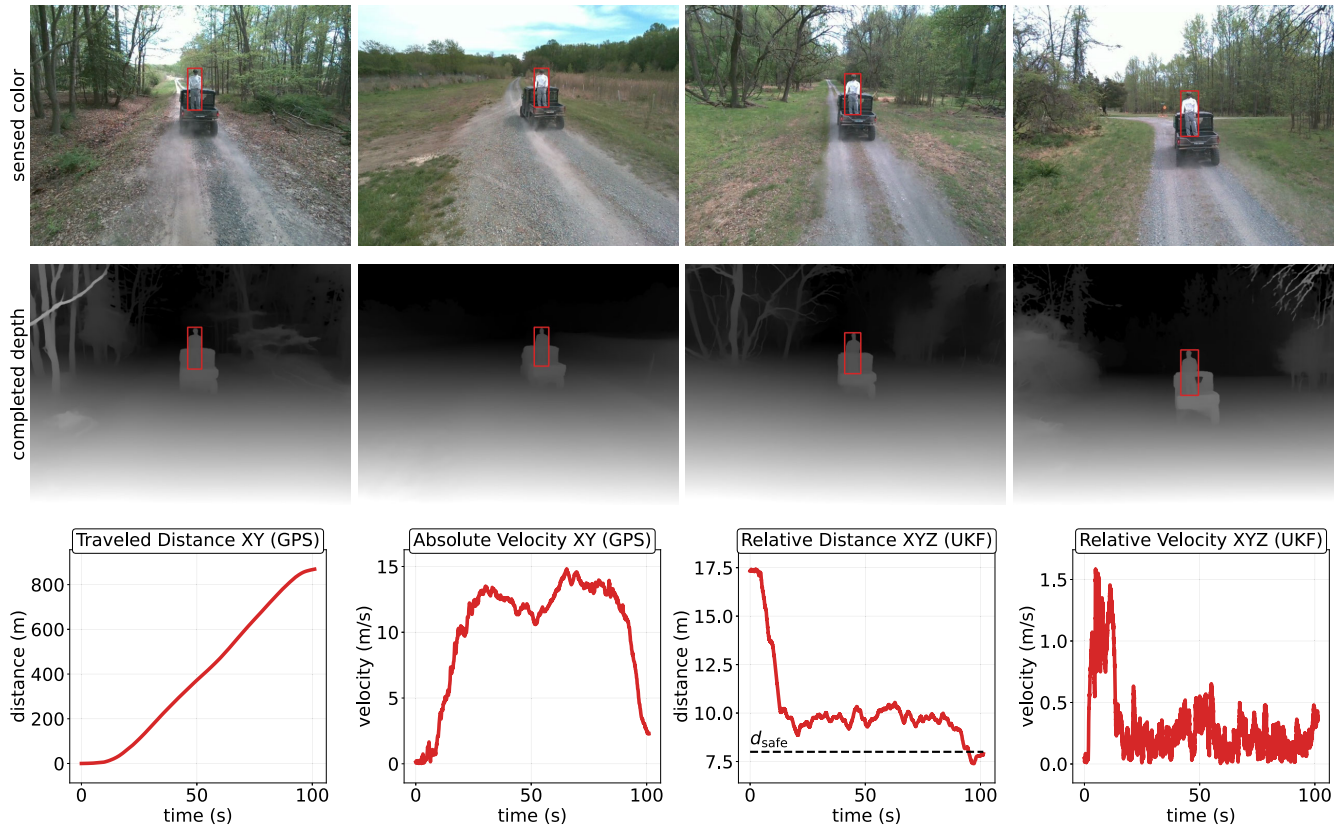 sensed color
completed depth
Traveled Distance XY (GPS)
distance (m)
800
600
400
200
0
0
50
100
time (s)
Absolute Velocity XY (GPS)
velocity (m/s)
15
10
5
0
0
50
100
time (s)
Relative Distance XYZ (UKF)
distance (m)
17.5
15.0
12.5
10.0
7.5
d_safe
0
50
100
time (s)
Relative Velocity XYZ (UKF)
velocity (m/s)
1.5
1.0
0.5
0.0
0
50
100
time (s)